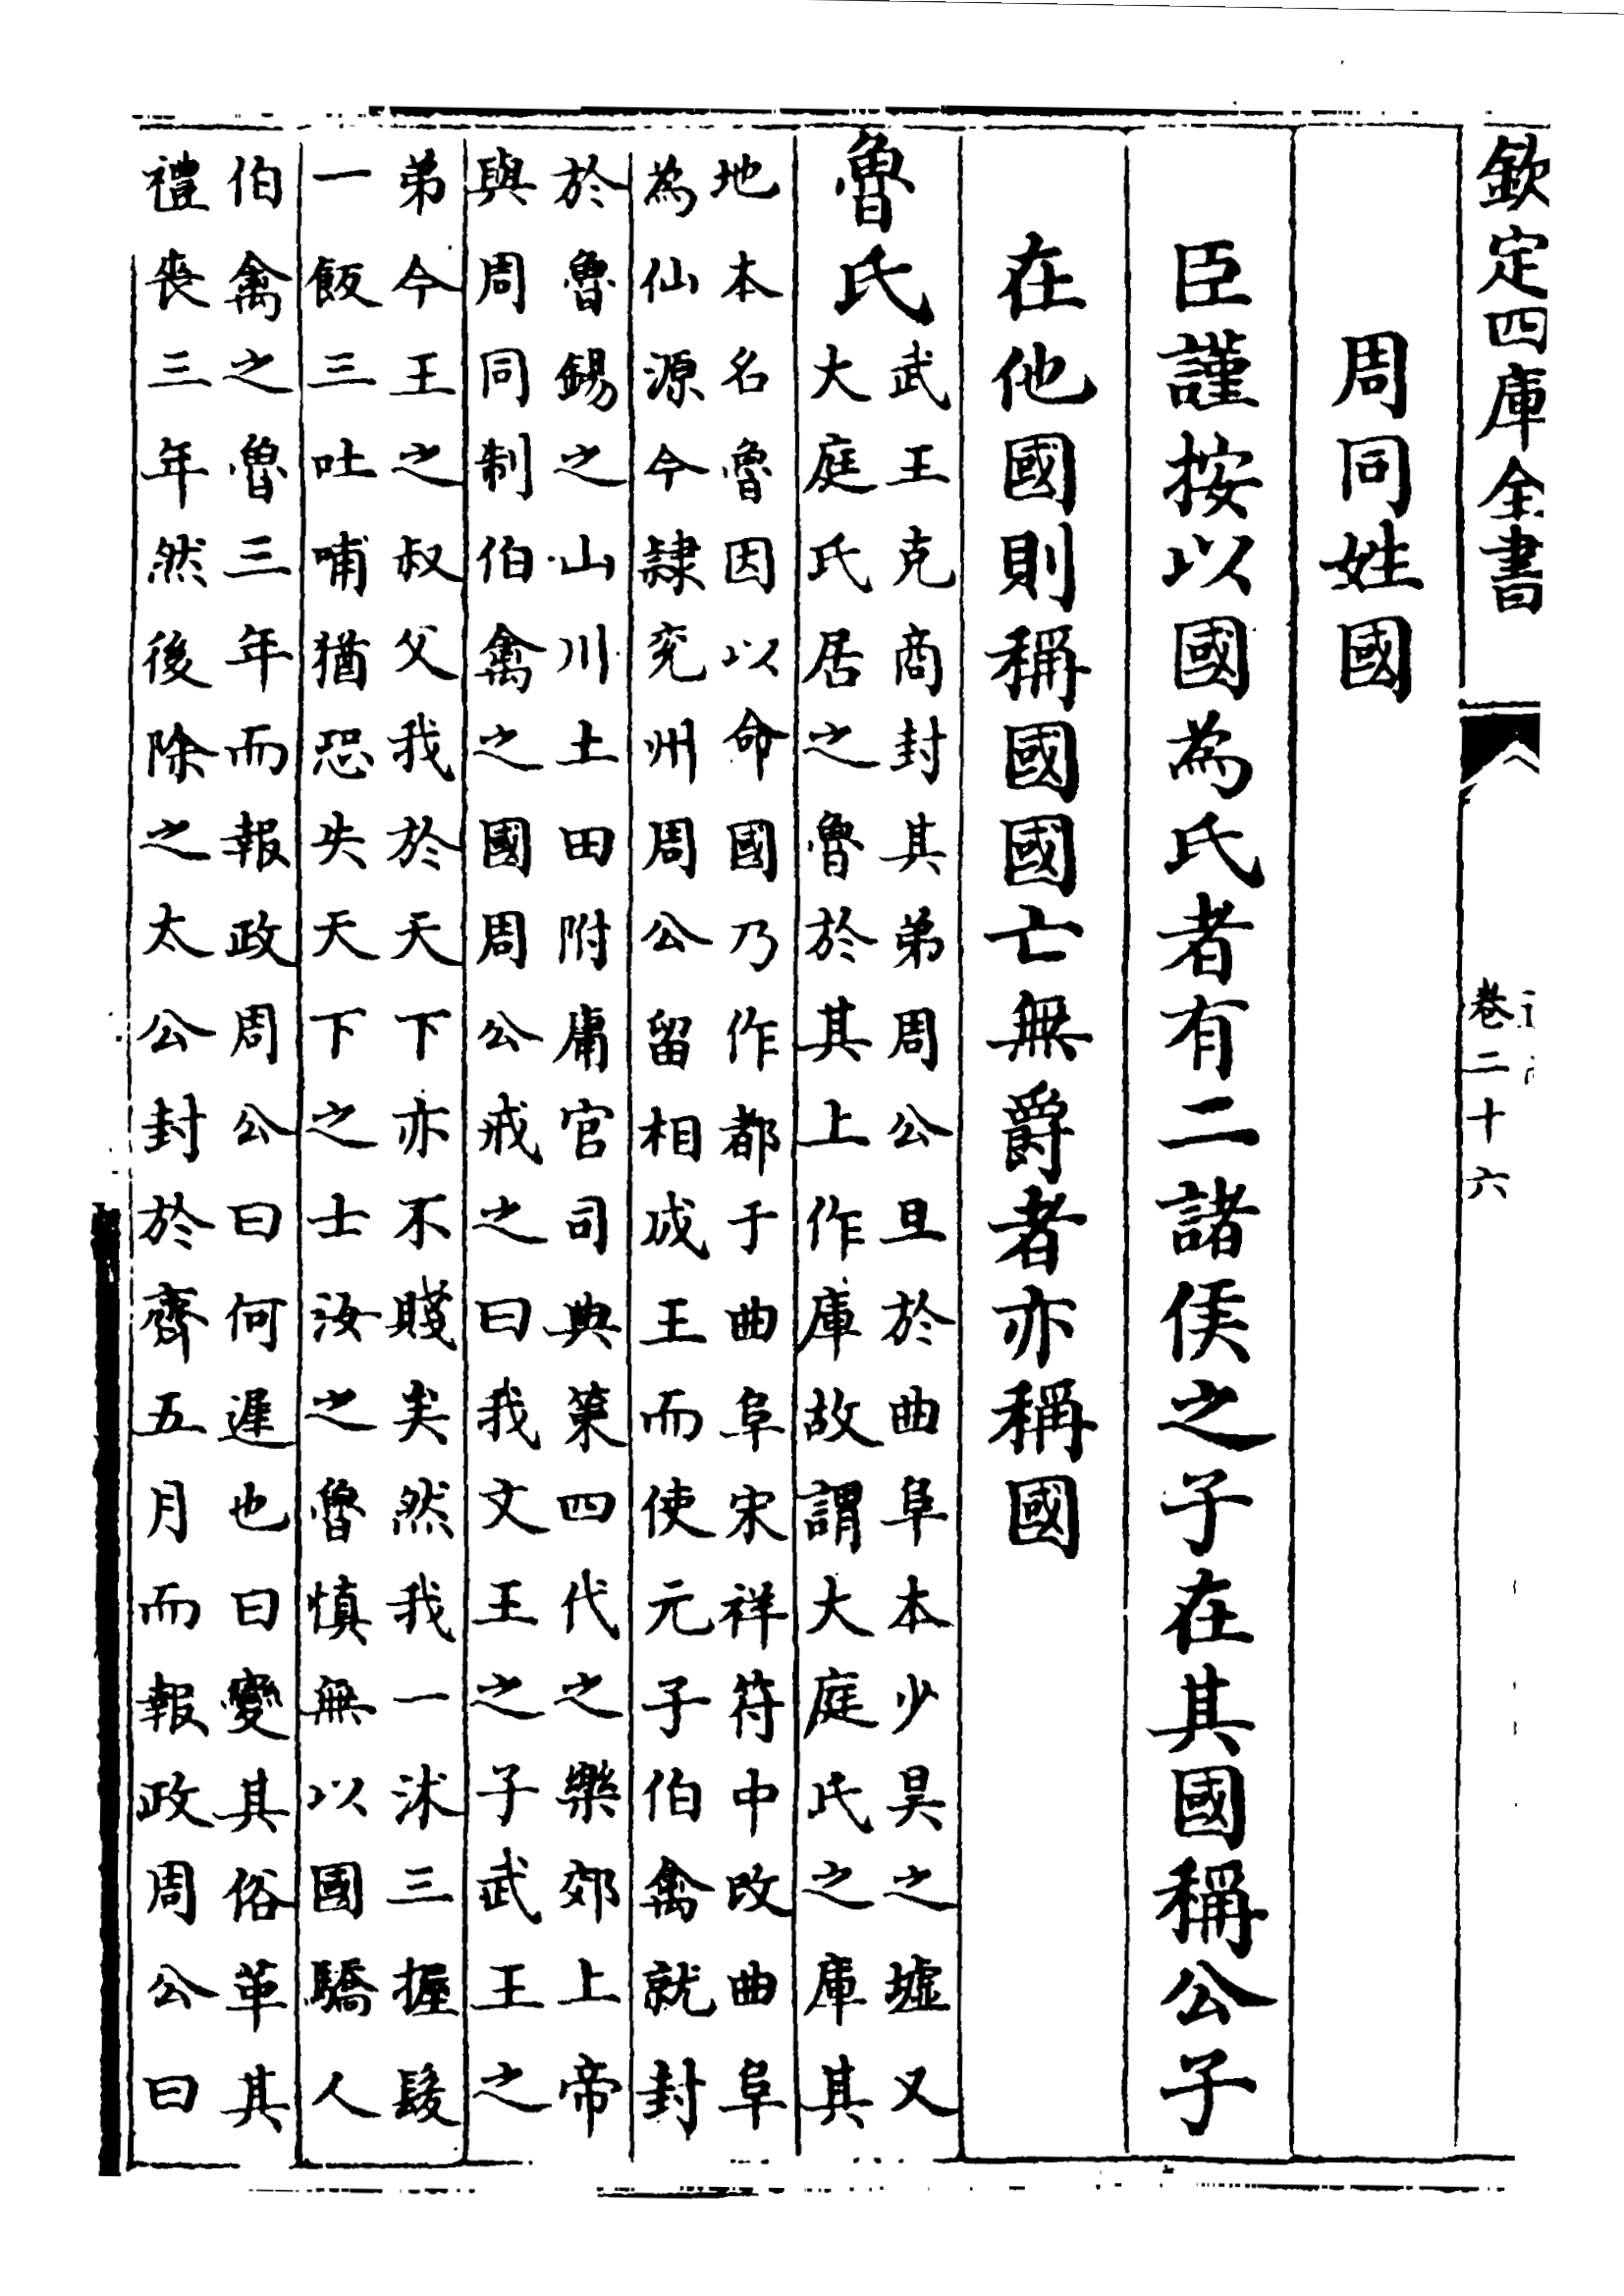 欽定四庫全書
卷二十六
周同姓國
臣謹按以國為氏者有二諸侯之子在其國稱公子
在他國則稱國國亡無爵者亦稱國
魯氏
武王克商封其弟周公旦於曲阜本少昊之墟又
大庭氏居之魯於其上作庫故謂大庭氏之庫其
地本名魯因以命國乃作都于曲阜宋祥符中改曲阜
為仙源今隷兖州周公留相成王而使元子伯禽就封
於魯錫之山川土田附庸官司典策四代之樂郊上帝
與周同制伯禽之國周公戒之曰我文王之子武王之
弟今王之叔父我於天下亦不賤矣然我一沐三握髮
一飯三吐哺猶恐失天下之士汝之魯慎無以國驕人
伯禽之魯三年而報政周公曰何遲也曰變其俗革其
禮喪三年然後除之太公封於齊五月而報政周公曰